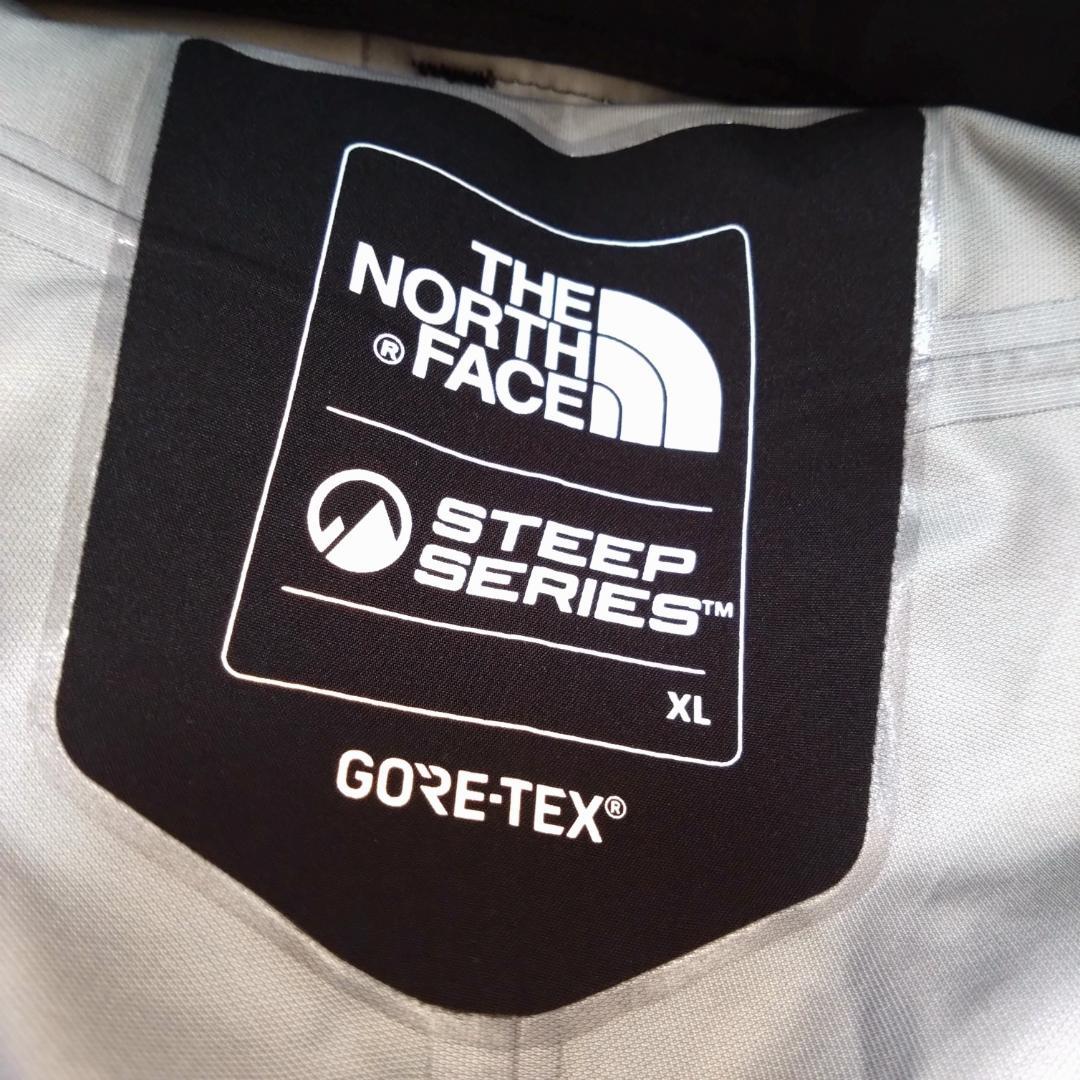 THE
NORTH
® FACE
STEEP
SERIES™
XL
GORE-TEX®